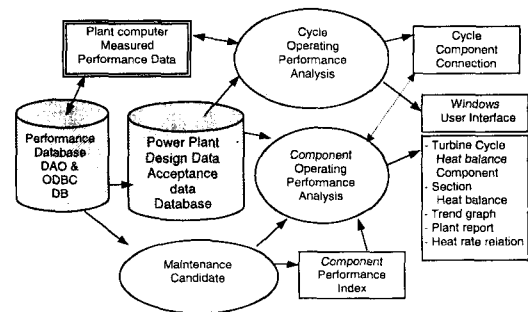 Plant computer
Measured
Performance Data
Cycle
Operating
Performance
Analysis
Cycle
Component
Connection
Windows
User Interface
Performance
Database
DAO &
ODBC
DB
Power Plant
Design Data
Acceptance
data
Database
Component
Operating
Performance
Analysis
- Turbine Cycle
Heat balance
Component
- Section
Heat balance
- Trend graph
- Plant report
- Heat rate relation
Maintenance
Candidate
Component
Performance
Index